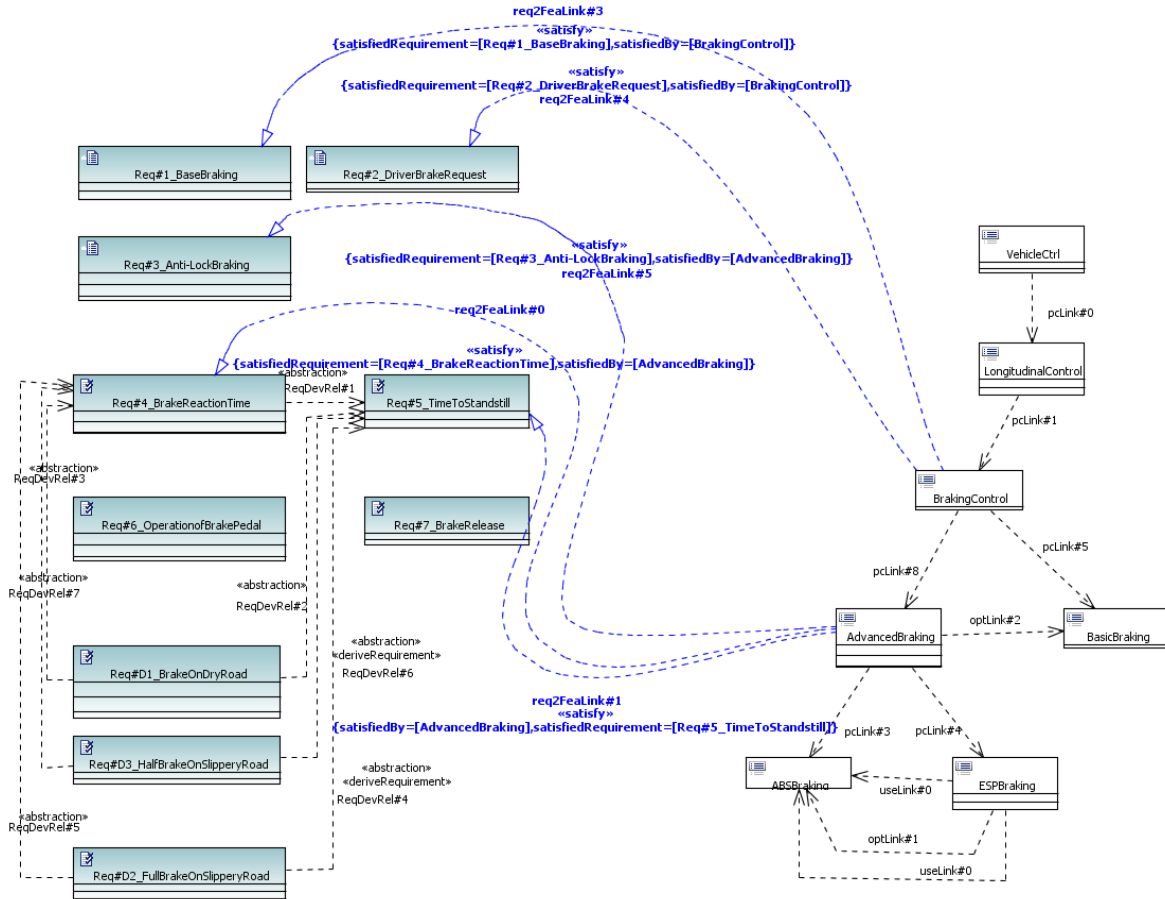 req2FeaLink#3
«satisfy»
{satisfiedRequirement=[Req#1_BaseBraking],satisfiedBy=[BrakingControl]}
«satisfy»
{satisfiedRequirement=[Req#2_DriverBrakeRequest],satisfiedBy=[BrakingControl]}
req2FeaLink#4
Req#1_BaseBraking
Req#2_DriverBrakeRequest
«satisfy»
{satisfiedRequirement=[Req#3_Anti-LockBraking],satisfiedBy=[AdvancedBraking]}
req2FeaLink#5
Req#3_Anti-LockBraking
VehicleCtrl
pcLink#0
req2FeaLink#0
«satisfy»
{satisfiedRequirement=[Req#4_BrakeReactionTime],satisfiedBy=[AdvancedBraking]}
«abstraction»
ReqDevRel#1
Req#4_BrakeReactionTime
Req#5_TimeToStandstill
LongitudinalControl
pcLink#1
«abstraction»
ReqDevRel#3
BrakingControl
Req#6_OperationofBrakePedal
Req#7_BrakeRelease
pcLink#5
pcLink#8
«abstraction»
ReqDevRel#7
«abstraction»
ReqDevRel#2
optLink#2
AdvancedBraking
BasicBraking
«abstraction»
«deriveRequirement»
ReqDevRel#6
Req#D1_BrakeOnDryRoad
req2FeaLink#1
«satisfy»
{satisfiedBy=[AdvancedBraking],satisfiedRequirement=[Req#5_TimeToStandstill]}
pcLink#3
pcLink#4
Req#D3_HalfBrakeOnSlipperyRoad
«abstraction»
«deriveRequirement»
ReqDevRel#4
ABSBraking
ESPBraking
useLink#0
«abstraction»
ReqDevRel#5
optLink#1
Req#D2_FullBrakeOnSlipperyRoad
useLink#0